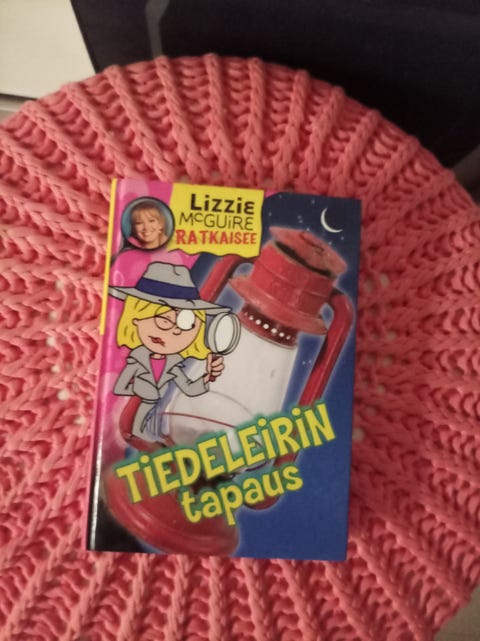 Lizzie
McGUiRE
RATKAISEE
TiEDELEiRiN
tapaus